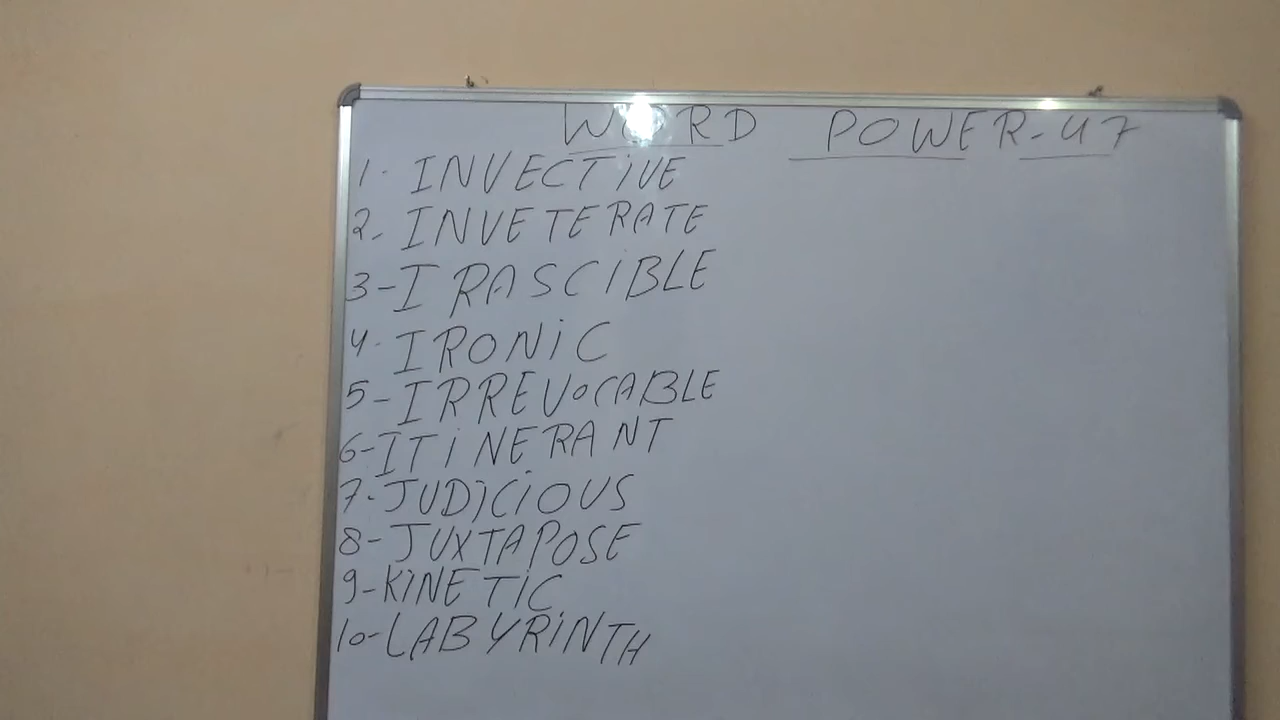 WORD POWER-47
1. INVECTIVE
2. INVETERATE
3-IRASCIBLE
4. IRONIC
5-IRREVOCABLE
6-ITINERANT
7. JUDICIOUS
8-JUXTAPOSE
9-KINETIC
10-LABYRINTH